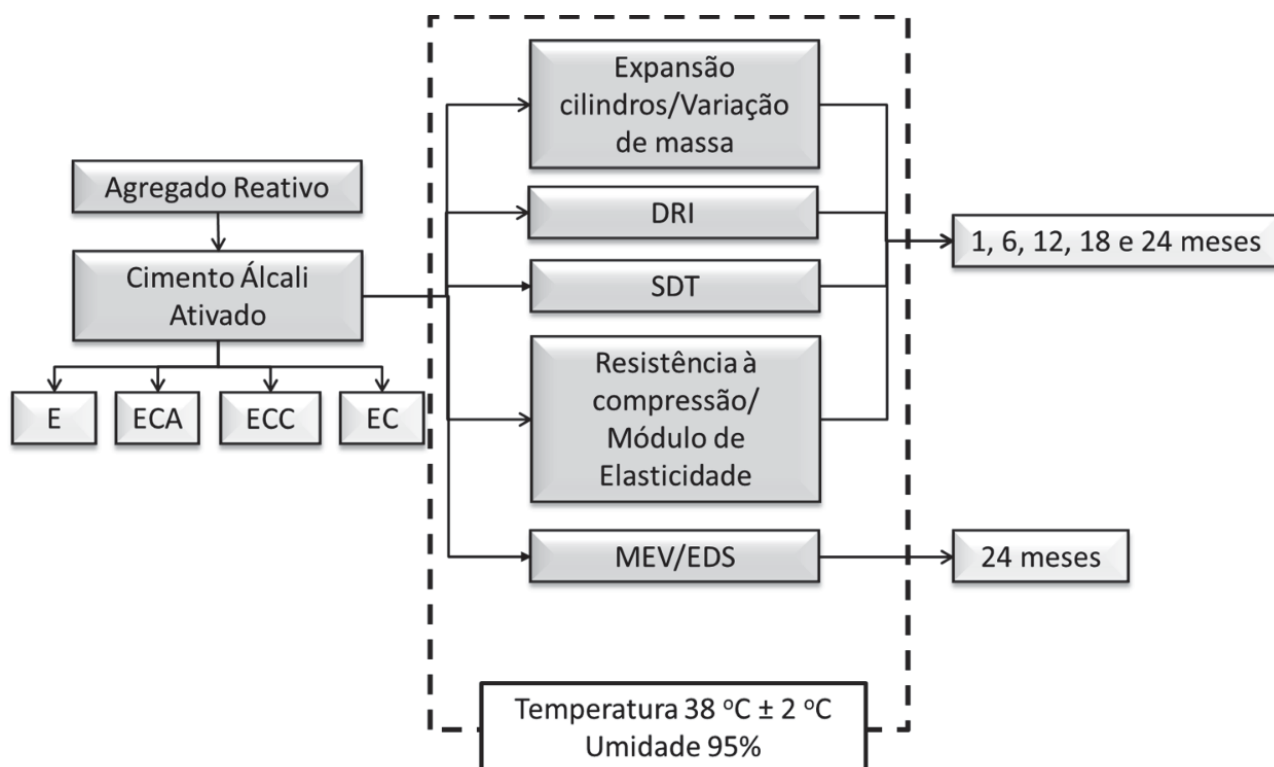 Agregado Reativo
Cimento Álcali
Ativado
E
ECA
ECC
EC
Expansão
cilindros/Variação
de massa
DRI
SDT
Resistência à
compressão/
Módulo de
Elasticidade
MEV/EDS
1, 6, 12, 18 e 24 meses
24 meses
Temperatura 38 ºC ± 2 ºC
Umidade 95%